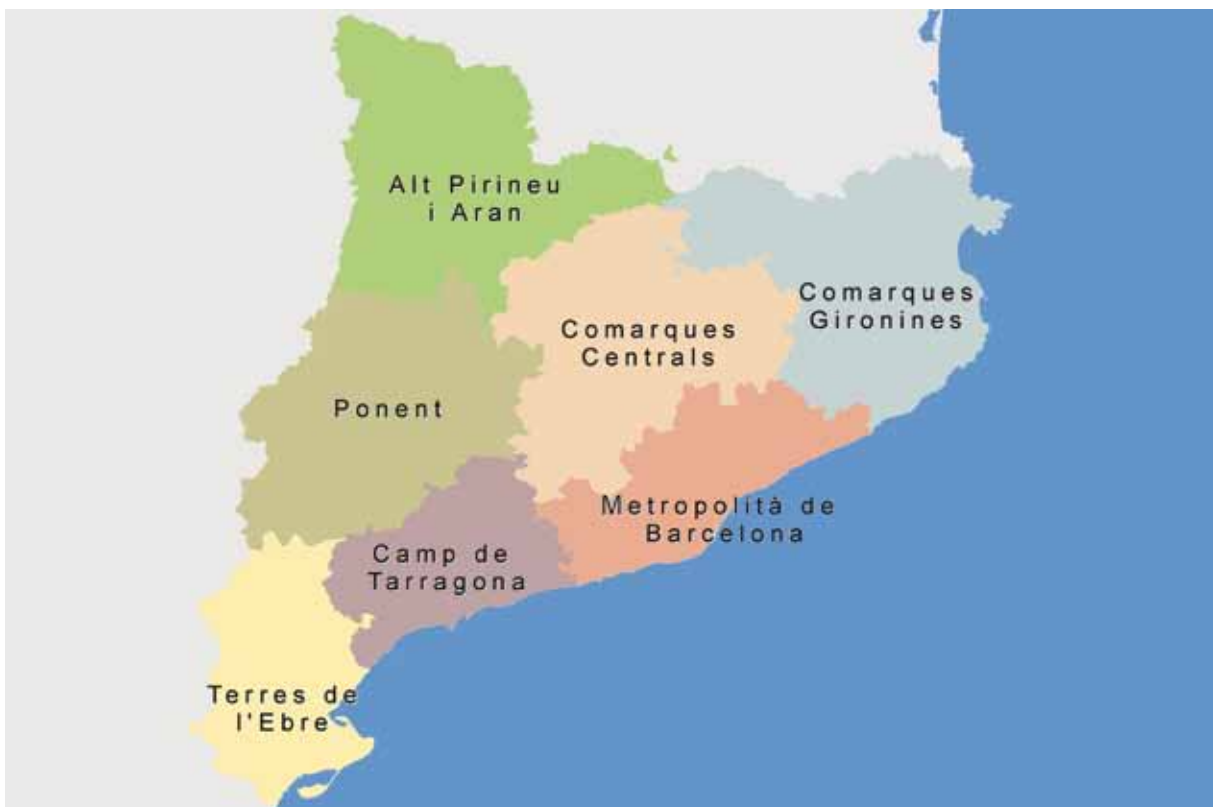 Alt Pirineu
i Aran
Comarques
Gironines
Comarques
Centrals
Ponent
Metropolità de
Barcelona
Camp de
Tarragona
Terres de
l'Ebre